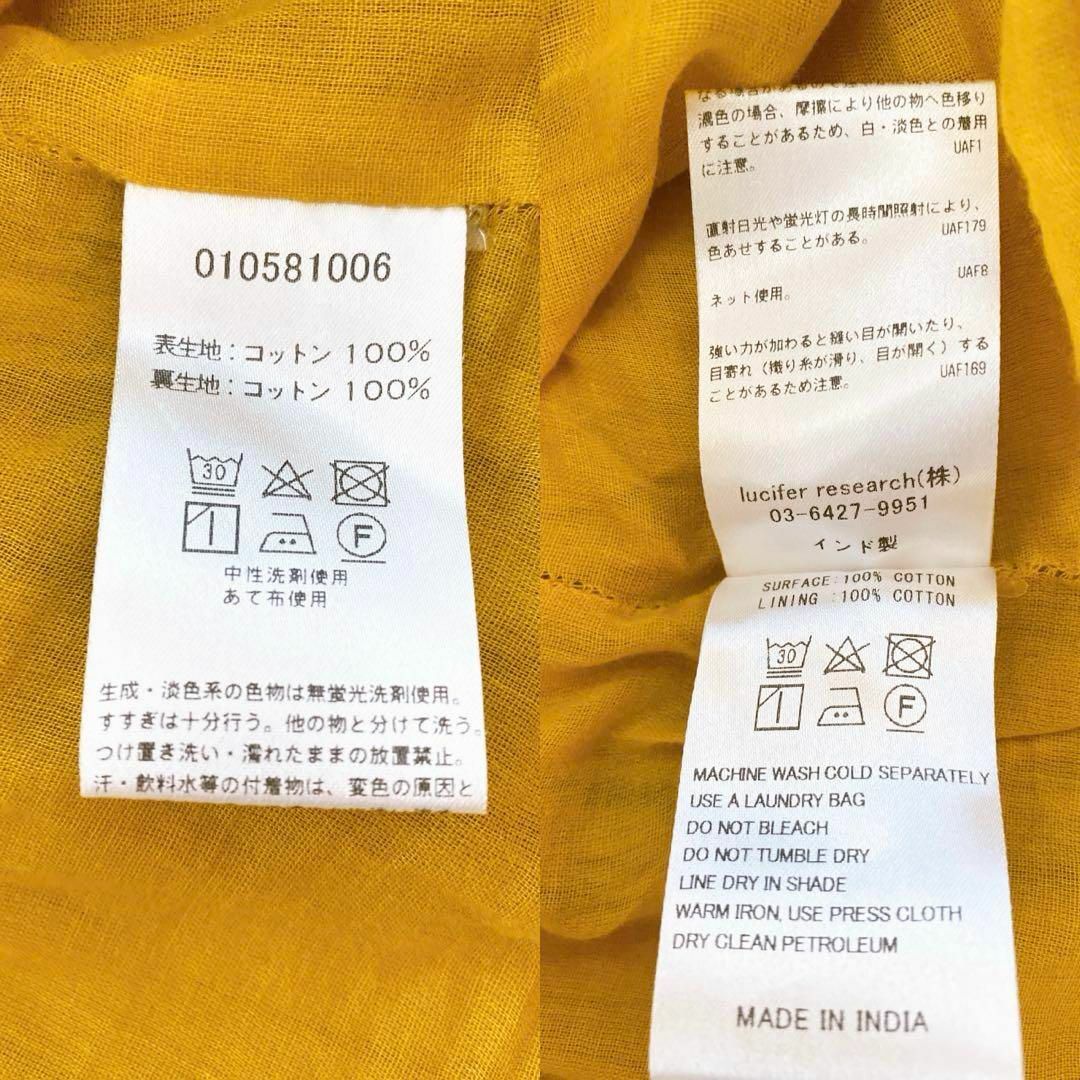 010581006
表生地：コットン 100%
裏生地：コットン 100%
30
中性洗剤使用
あて布使用
生成・淡色系の色物は無蛍光洗剤使用。
すすぎは十分行う。他の物と分けて洗う。
つけ置き洗い・濡れたままの放置禁止。
汗・飲料水等の付着物は、変色の原因と
濃色の場合、摩擦により他の物へ色移り
することがあるため、白・淡色との着用
に注意。
UAF1
直射日光や蛍光灯の長時間照射により、
色あせすることがある。
UAF179
UAF8
ネット使用。
強い力が加わると縫い目が開いたり、
目寄れ（織り糸が滑り、目が開く）する
ことがあるため注意。
UAF169
lucifer research(株)
03-6427-9951
インド製
SURFACE:100% COTTON
LINING :100% COTTON
30
F
MACHINE WASH COLD SEPARATELY
USE A LAUNDRY BAG
DO NOT BLEACH
DO NOT TUMBLE DRY
LINE DRY IN SHADE
WARM IRON, USE PRESS CLOTH
DRY CLEAN PETROLEUM
MADE IN INDIA